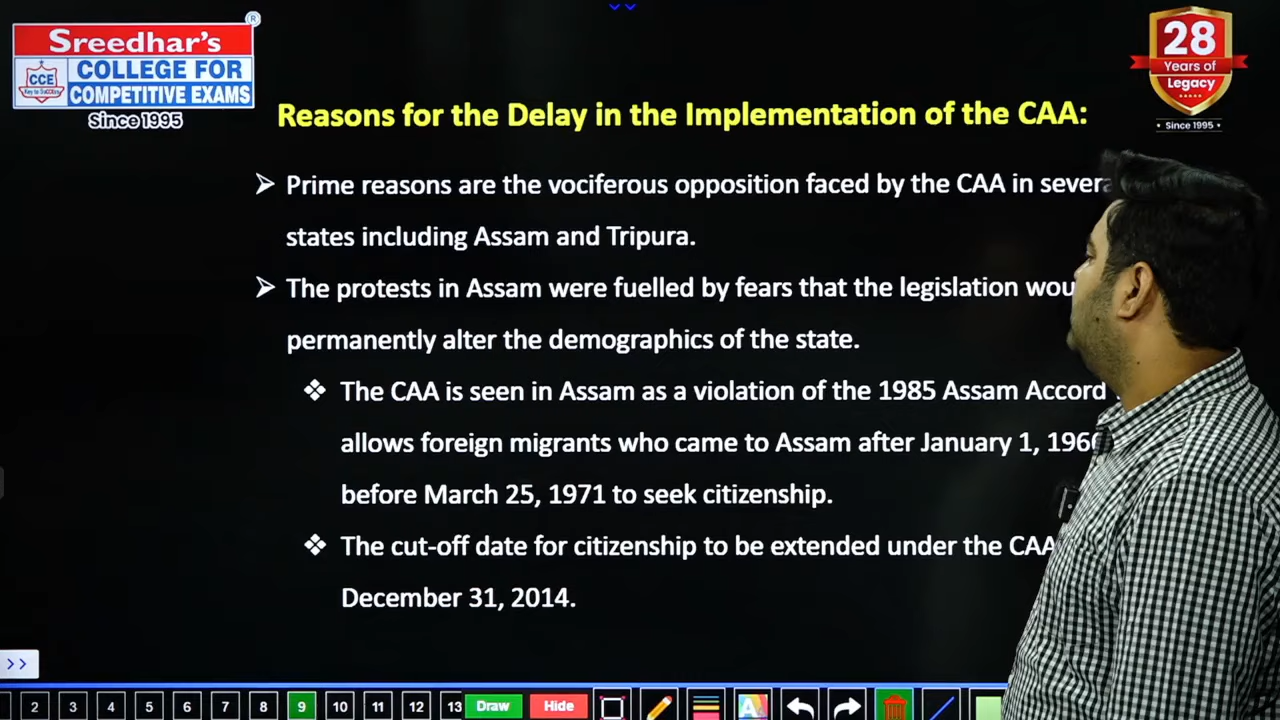 Sreedhar's
CCE
COLLEGE FOR
COMPETITIVE EXAMS
Since 1995
®
28
Years of
Legacy
• Since 1995 •
Reasons for the Delay in the Implementation of the CAA:
➤ Prime reasons are the vociferous opposition faced by the CAA in
states including Assam and Tripura.
➤ The protests in Assam were fuelled by fears that the legislation
permanently alter the demographics of the state.
❖ The CAA is seen in Assam as a violation of the 1985 Assam Accord
allows foreign migrants who came to Assam after January 1,
before March 25, 1971 to seek citizenship.
❖ The cut-off date for citizenship to be extended under the CAA
December 31, 2014.
>>
2 3 4 5 6 7 8 9 10 11 12 13 Draw Hide